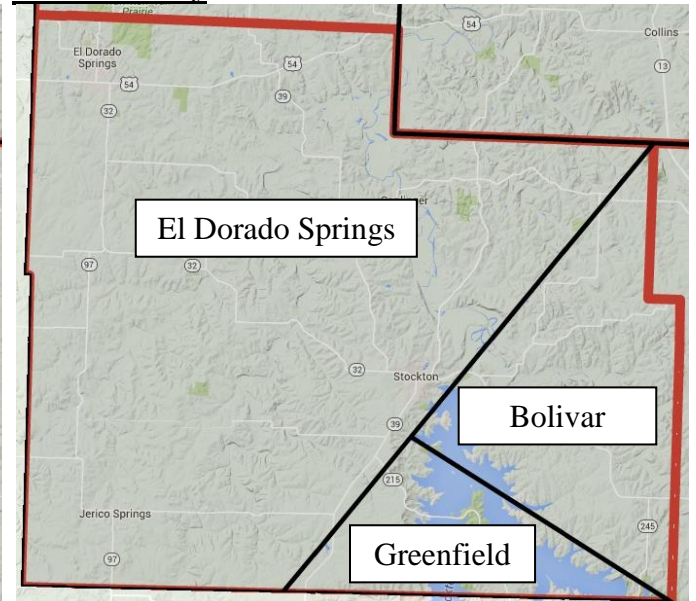 Prairie
El Dorado
Springs
54
54
54
Collins
13
39
32
El Dorado Springs
97
32
32
Stockton
39
Bolivar
215
Jerico Springs
97
Greenfield
245